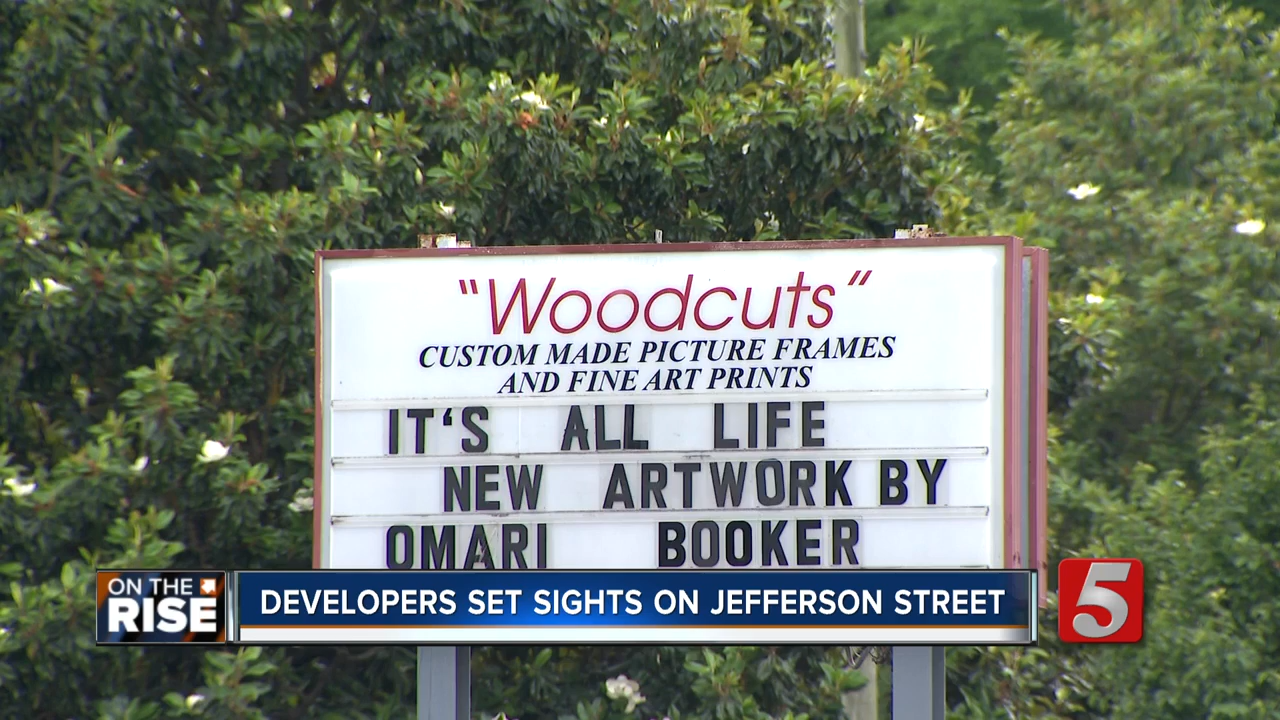 "Woodcuts"
CUSTOM MADE PICTURE FRAMES
AND FINE ART PRINTS
IT'S ALL LIFE
NEW ARTWORK BY
OMARI BOOKER
ON THE
RISE
DEVELOPERS SET SIGHTS ON JEFFERSON STREET
5